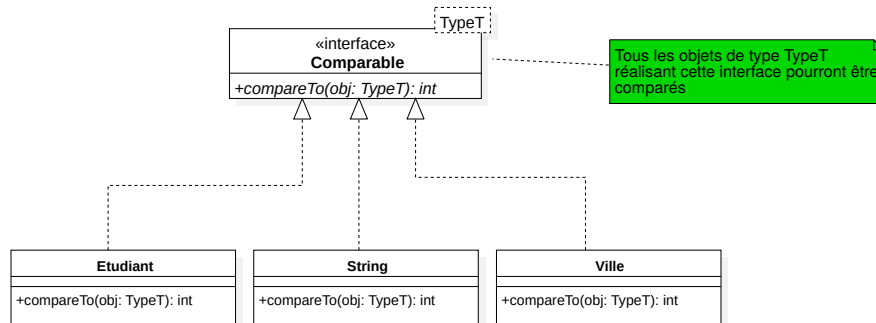 TypeT
«interface»
Comparable
+compareTo(obj: TypeT): int
Tous les objets de type TypeT
réalisant cette interface pourront être
comparés
Etudiant
+compareTo(obj: TypeT): int
String
+compareTo(obj: TypeT): int
Ville
+compareTo(obj: TypeT): int